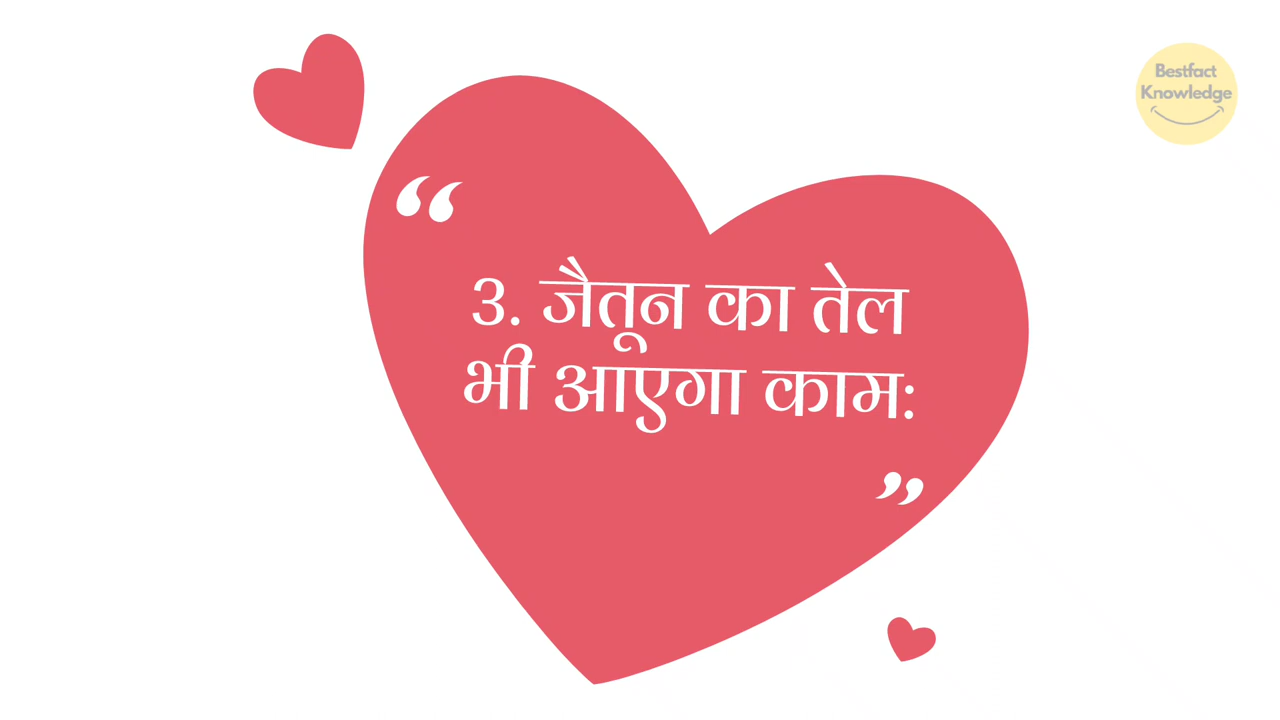 Bestfact
Knowledge
“
3. जैतून का तेल
भी आएगा काम:
”